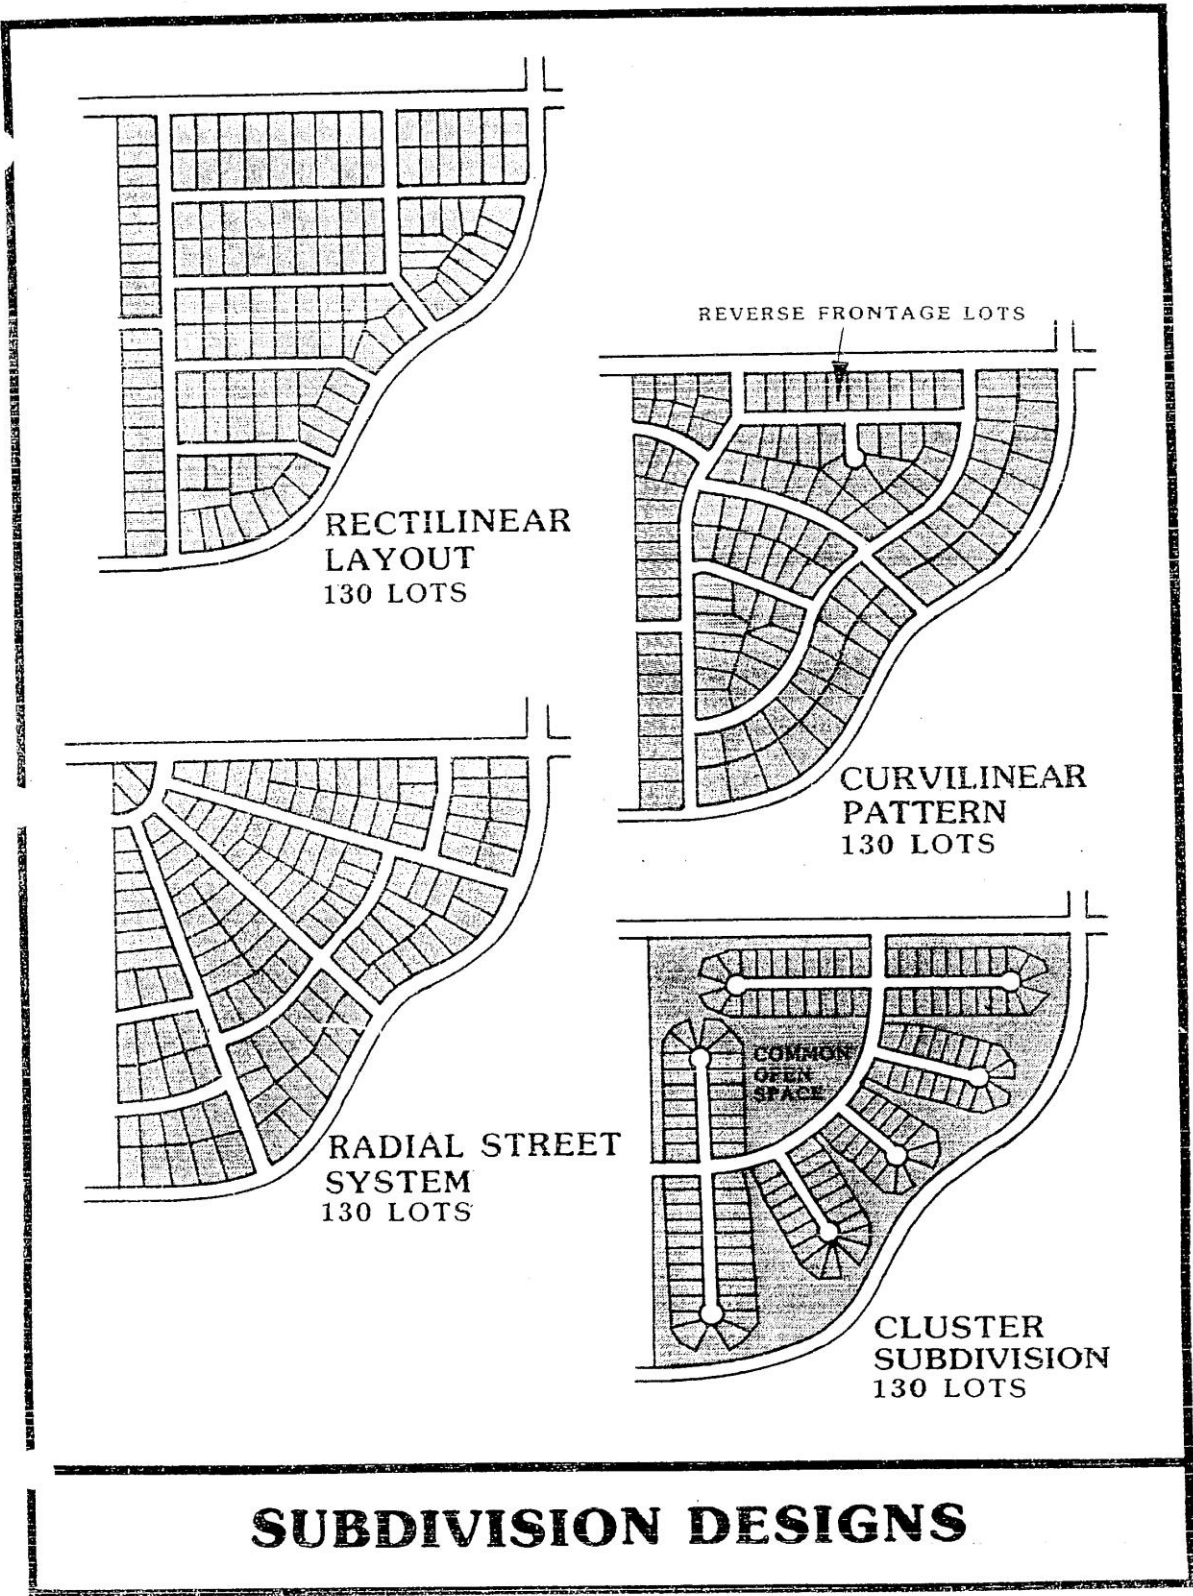 RECTILINEAR
LAYOUT
130 LOTS
REVERSE FRONTAGE LOTS
CURVILINEAR
PATTERN
130 LOTS
RADIAL STREET
SYSTEM
130 LOTS
COMMON
OPEN
SPACE
CLUSTER
SUBDIVISION
130 LOTS
SUBDIVISION DESIGNS